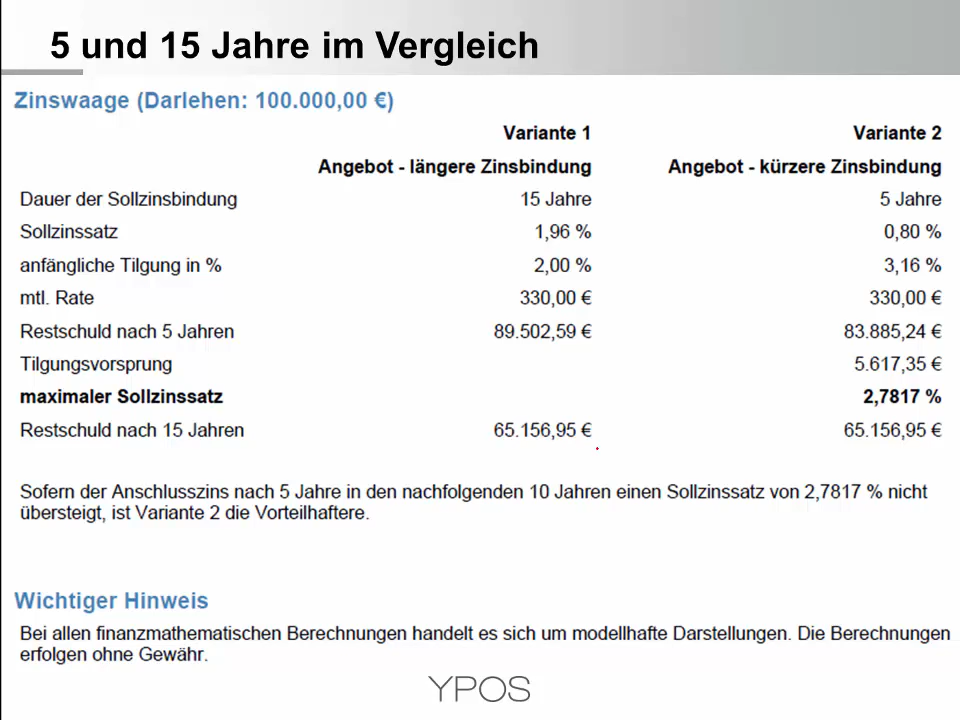 5 und 15 Jahre im Vergleich
Zinswaage (Darlehen: 100.000,00 €)
Variante 1 Variante 2
Angebot - längere Zinsbindung Angebot - kürzere Zinsbindung
Dauer der Sollzinsbindung 15 Jahre 5 Jahre
Sollzinssatz 1,96 % 0,80 %
anfängliche Tilgung in % 2,00 % 3,16 %
mtl. Rate 330,00 € 330,00 €
Restschuld nach 5 Jahren 89.502,59 € 83.885,24 €
Tilgungsvorsprung 5.617,35 €
maximaler Sollzinssatz 2,7817 %
Restschuld nach 15 Jahren 65.156,95 € 65.156,95 €
Sofern der Anschlusszins nach 5 Jahre in den nachfolgenden 10 Jahren einen Sollzinssatz von 2,7817 % nicht
übersteigt, ist Variante 2 die Vorteilhaftere.
Wichtiger Hinweis
Bei allen finanzmathematischen Berechnungen handelt es sich um modellhafte Darstellungen. Die Berechnungen
erfolgen ohne Gewähr.
YPOS